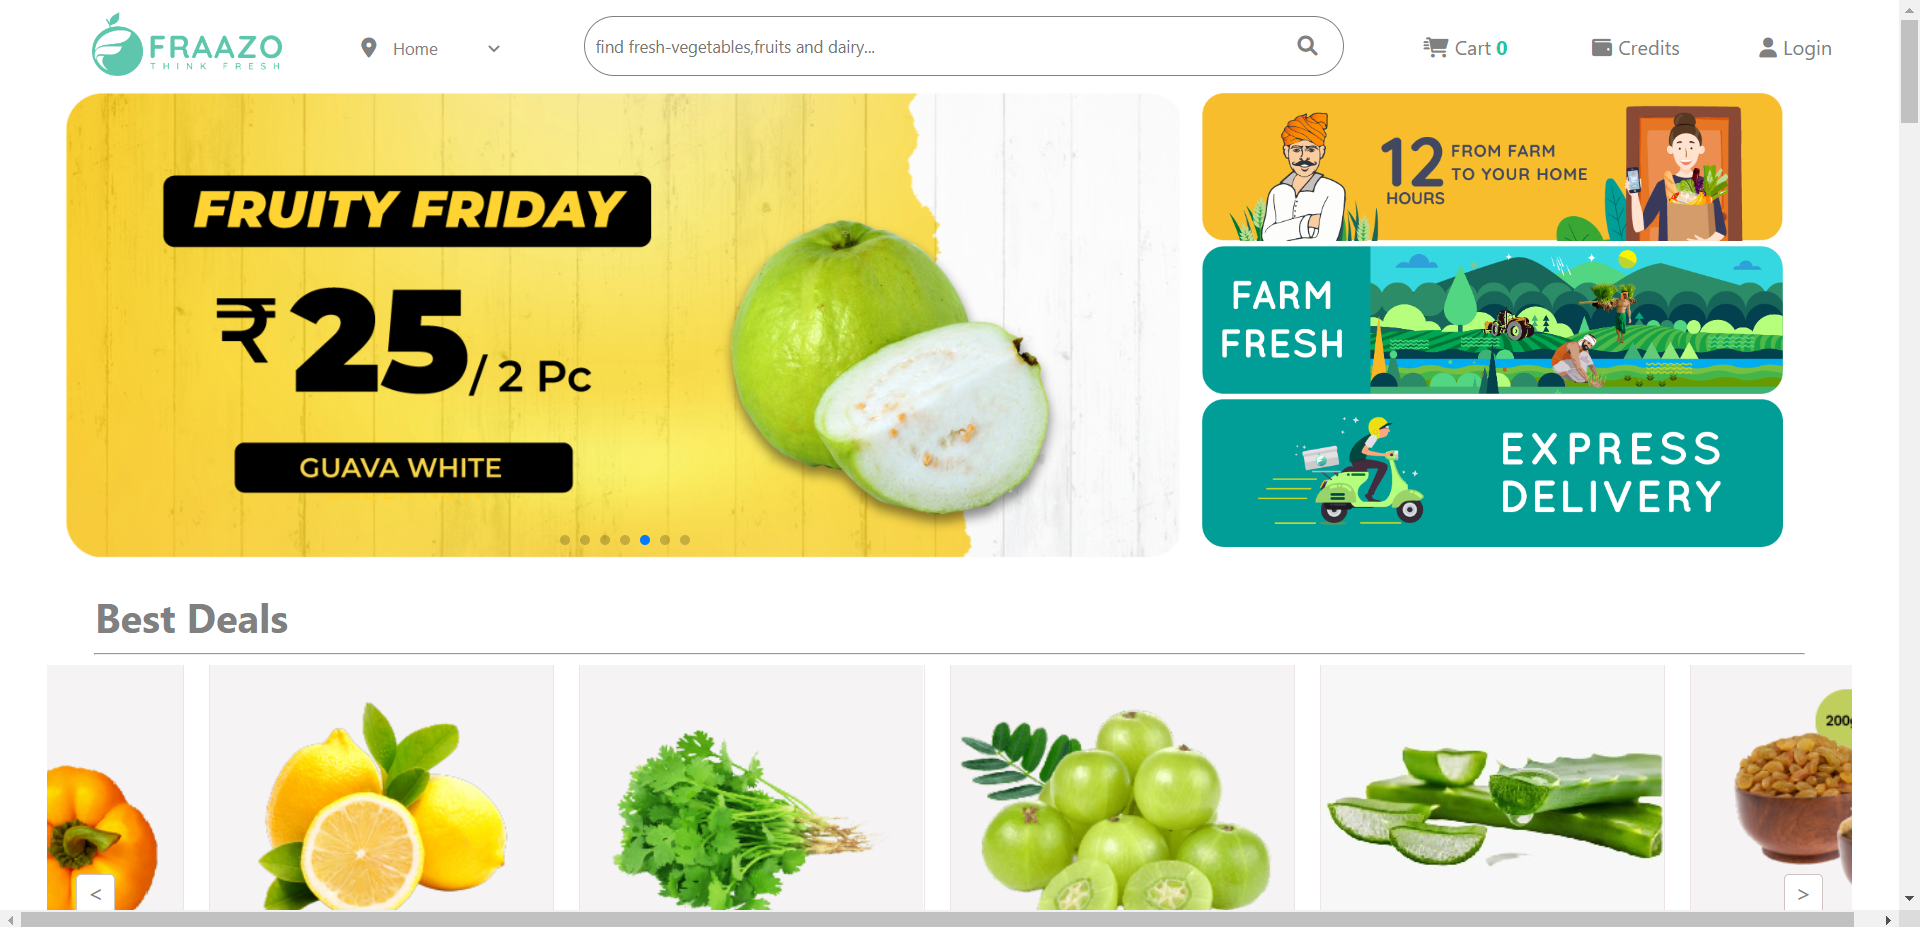 FRAAZO
THINK FRESH
Home
find fresh-vegetables,fruits and dairy...
Cart 0
Credits
Login
FRUITY FRIDAY
₹25/ 2 Pc
GUAVA WHITE
12
HOURS
FROM FARM
TO YOUR HOME
FARM
FRESH
EXPRESS
DELIVERY
Best Deals
<
>